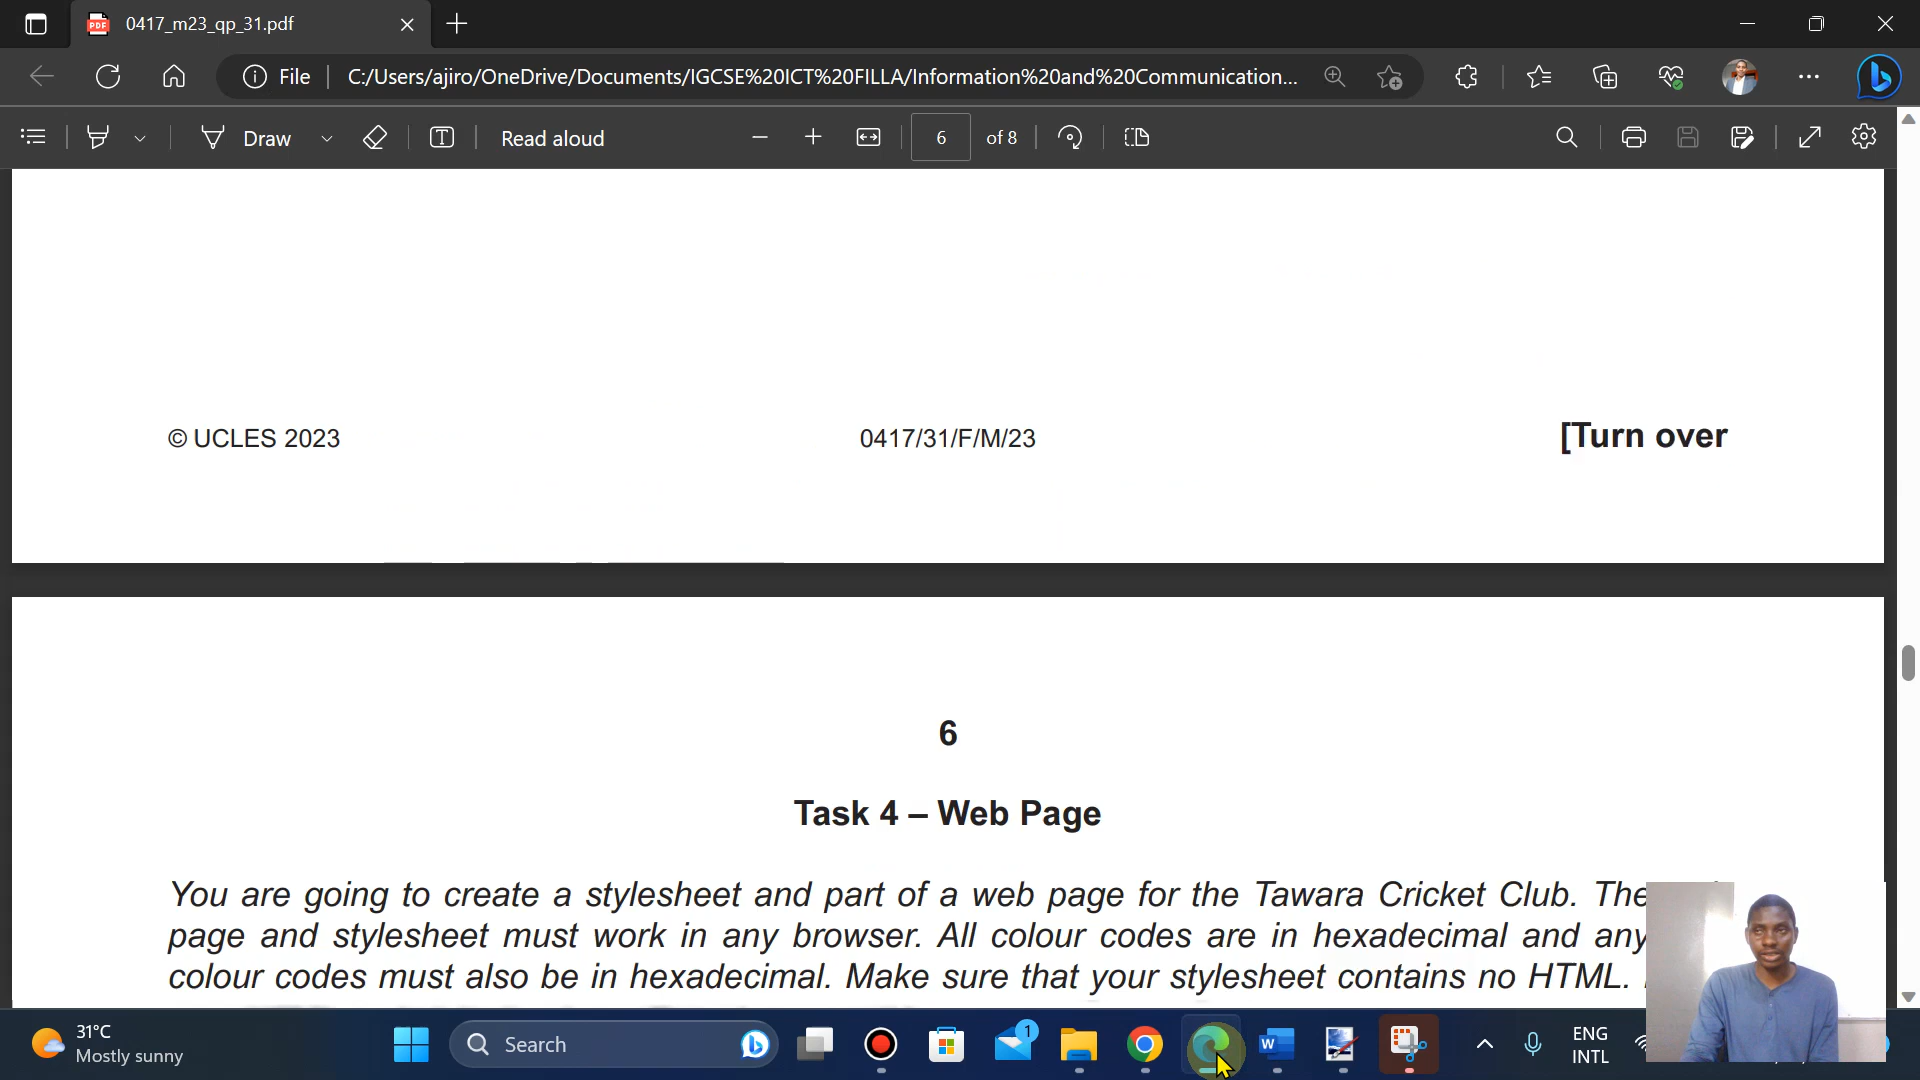 0417_m23_qp_31.pdf
File
C:/Users/ajiro/OneDrive/Documents/IGCSE%20ICT%20FILLA/Information%20and%20Communication...
Draw
Read aloud
6 of 8
© UCLES 2023
0417/31/F/M/23
[Turn over
6
Task 4 – Web Page
You are going to create a stylesheet and part of a web page for the Tawara Cricket Club. The
page and stylesheet must work in any browser. All colour codes are in hexadecimal and any
colour codes must also be in hexadecimal. Make sure that your stylesheet contains no HTML.
31°C
Mostly sunny
Search
1
ENG
INTL